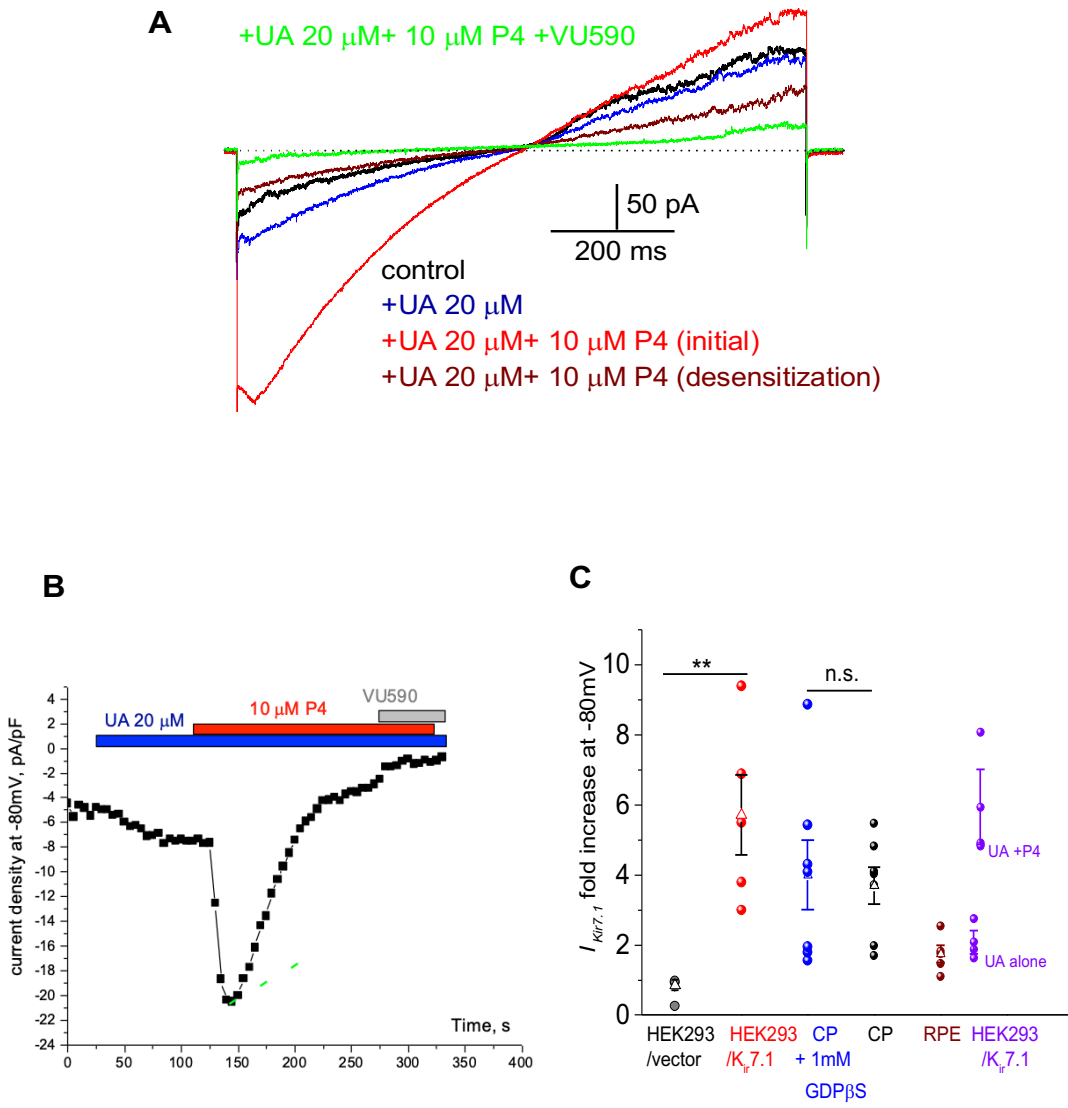 A
+UA 20 μM+ 10 μM P4 +VU590
50 pA
200 ms
control
+UA 20 μM
+UA 20 μM+ 10 μM P4 (initial)
+UA 20 μM+ 10 μM P4 (desensitization)
B
VU590
10 μM P4
UA 20 μM
current density at -80mV, pA/pF
4
2
0
-2
-4
-6
-8
-10
-12
-14
-16
-18
-20
-22
-24
Time, s
0 50 100 150 200 250 300 350 400
C
I Kir7.1 fold increase at -80mV
10
8
6
4
2
0
**
n.s.
UA +P4
UA alone
HEK293 /vector
HEK293 /Kir7.1
CP + 1mM GDPβS
CP
RPE
HEK293 /Kir7.1